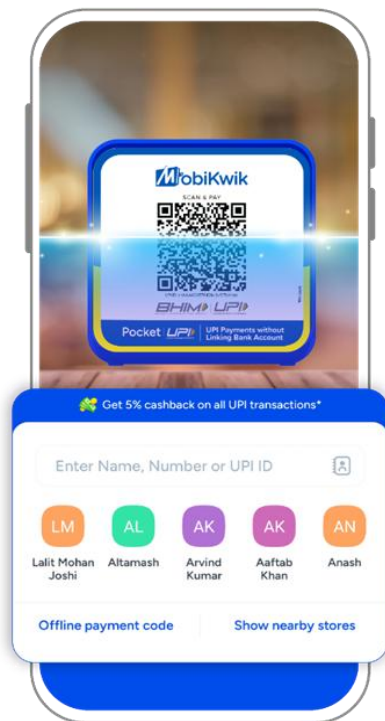 MobiKwik
SCAN & PAY
BHIM UPI
Pocket UPI UPI Payments without
Linking Bank Account
Get 5% cashback on all UPI transactions*
Enter Name, Number or UPI ID
LM AL AK AK AN
Lalit Mohan Joshi Altamash Arvind Kumar Aaftab Khan Anash
Offline payment code Show nearby stores